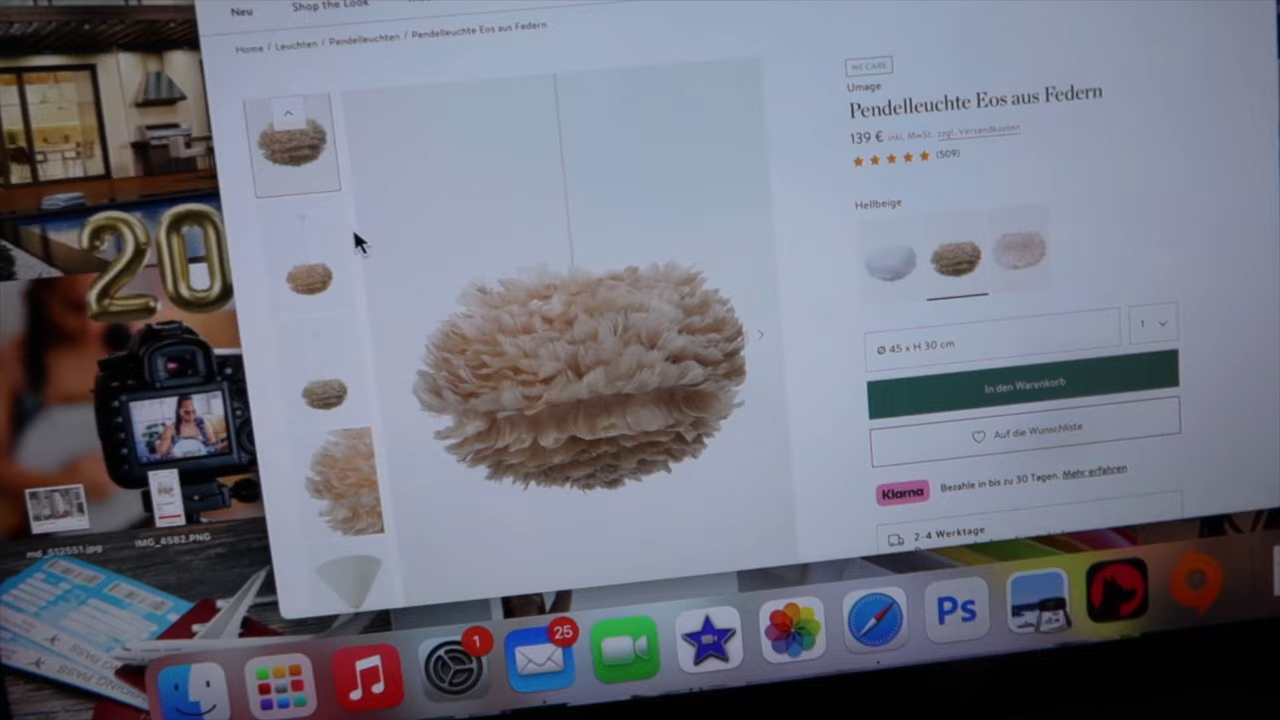 Neu
Shop the Look
Home / Leuchten / Pendelleuchten / Pendelleuchte Eos aus Federn
WE CARE
Umage
Pendelleuchte Eos aus Federn
139 € inkl. MwSt. zzgl. Versandkosten
(509)
Hellbeige
Ø 45 x H 30 cm
1
In den Warenkorb
Auf die Wunschliste
Klarna
Bezahle in bis zu 30 Tagen. Mehr erfahren
2-4 Werktage
20
md_612551.jpg
IMG_4582.PNG
1
25
Ps